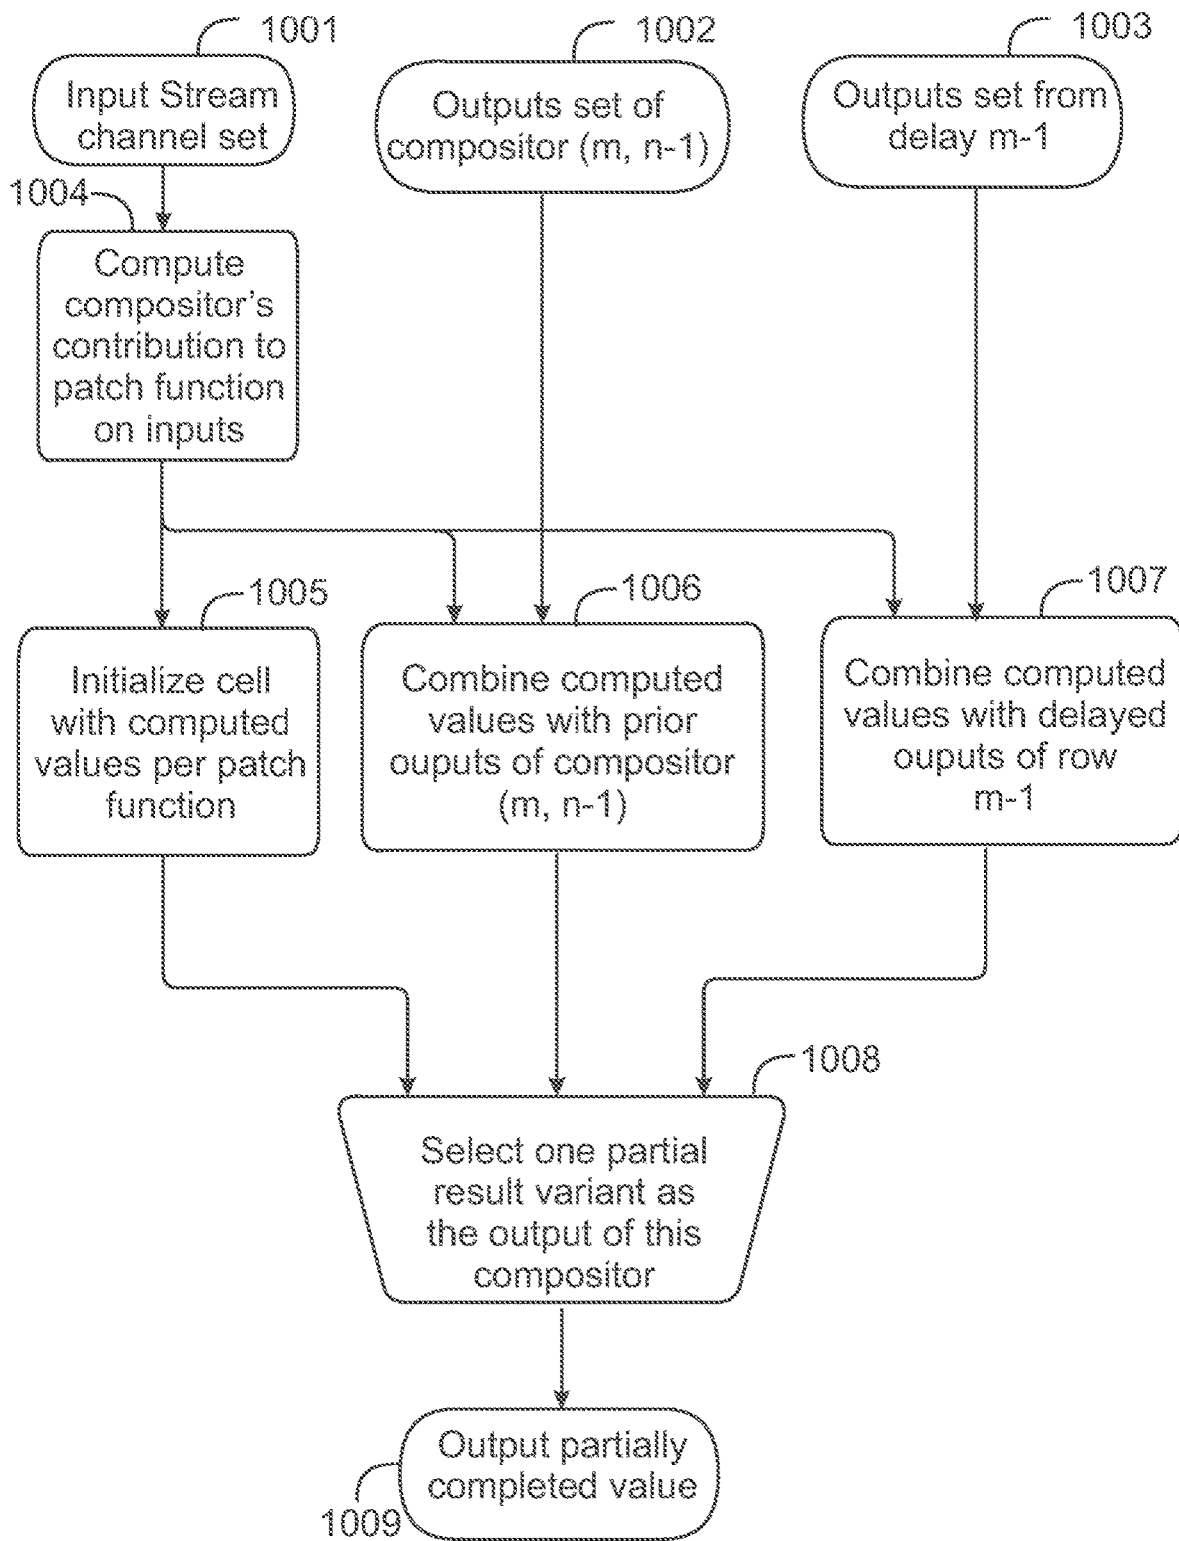 1001
Input Stream
channel set
1002
Outputs set of
compositor (m, n-1)
1003
Outputs set from
delay m-1
1004
Compute
compositor's
contribution to
patch function
on inputs
1005
Initialize cell
with computed
values per patch
function
1006
Combine computed
values with prior
ouputs of compositor
(m, n-1)
1007
Combine computed
values with delayed
ouputs of row
m-1
1008
Select one partial
result variant as
the output of this
compositor
Output partially
completed value
1009